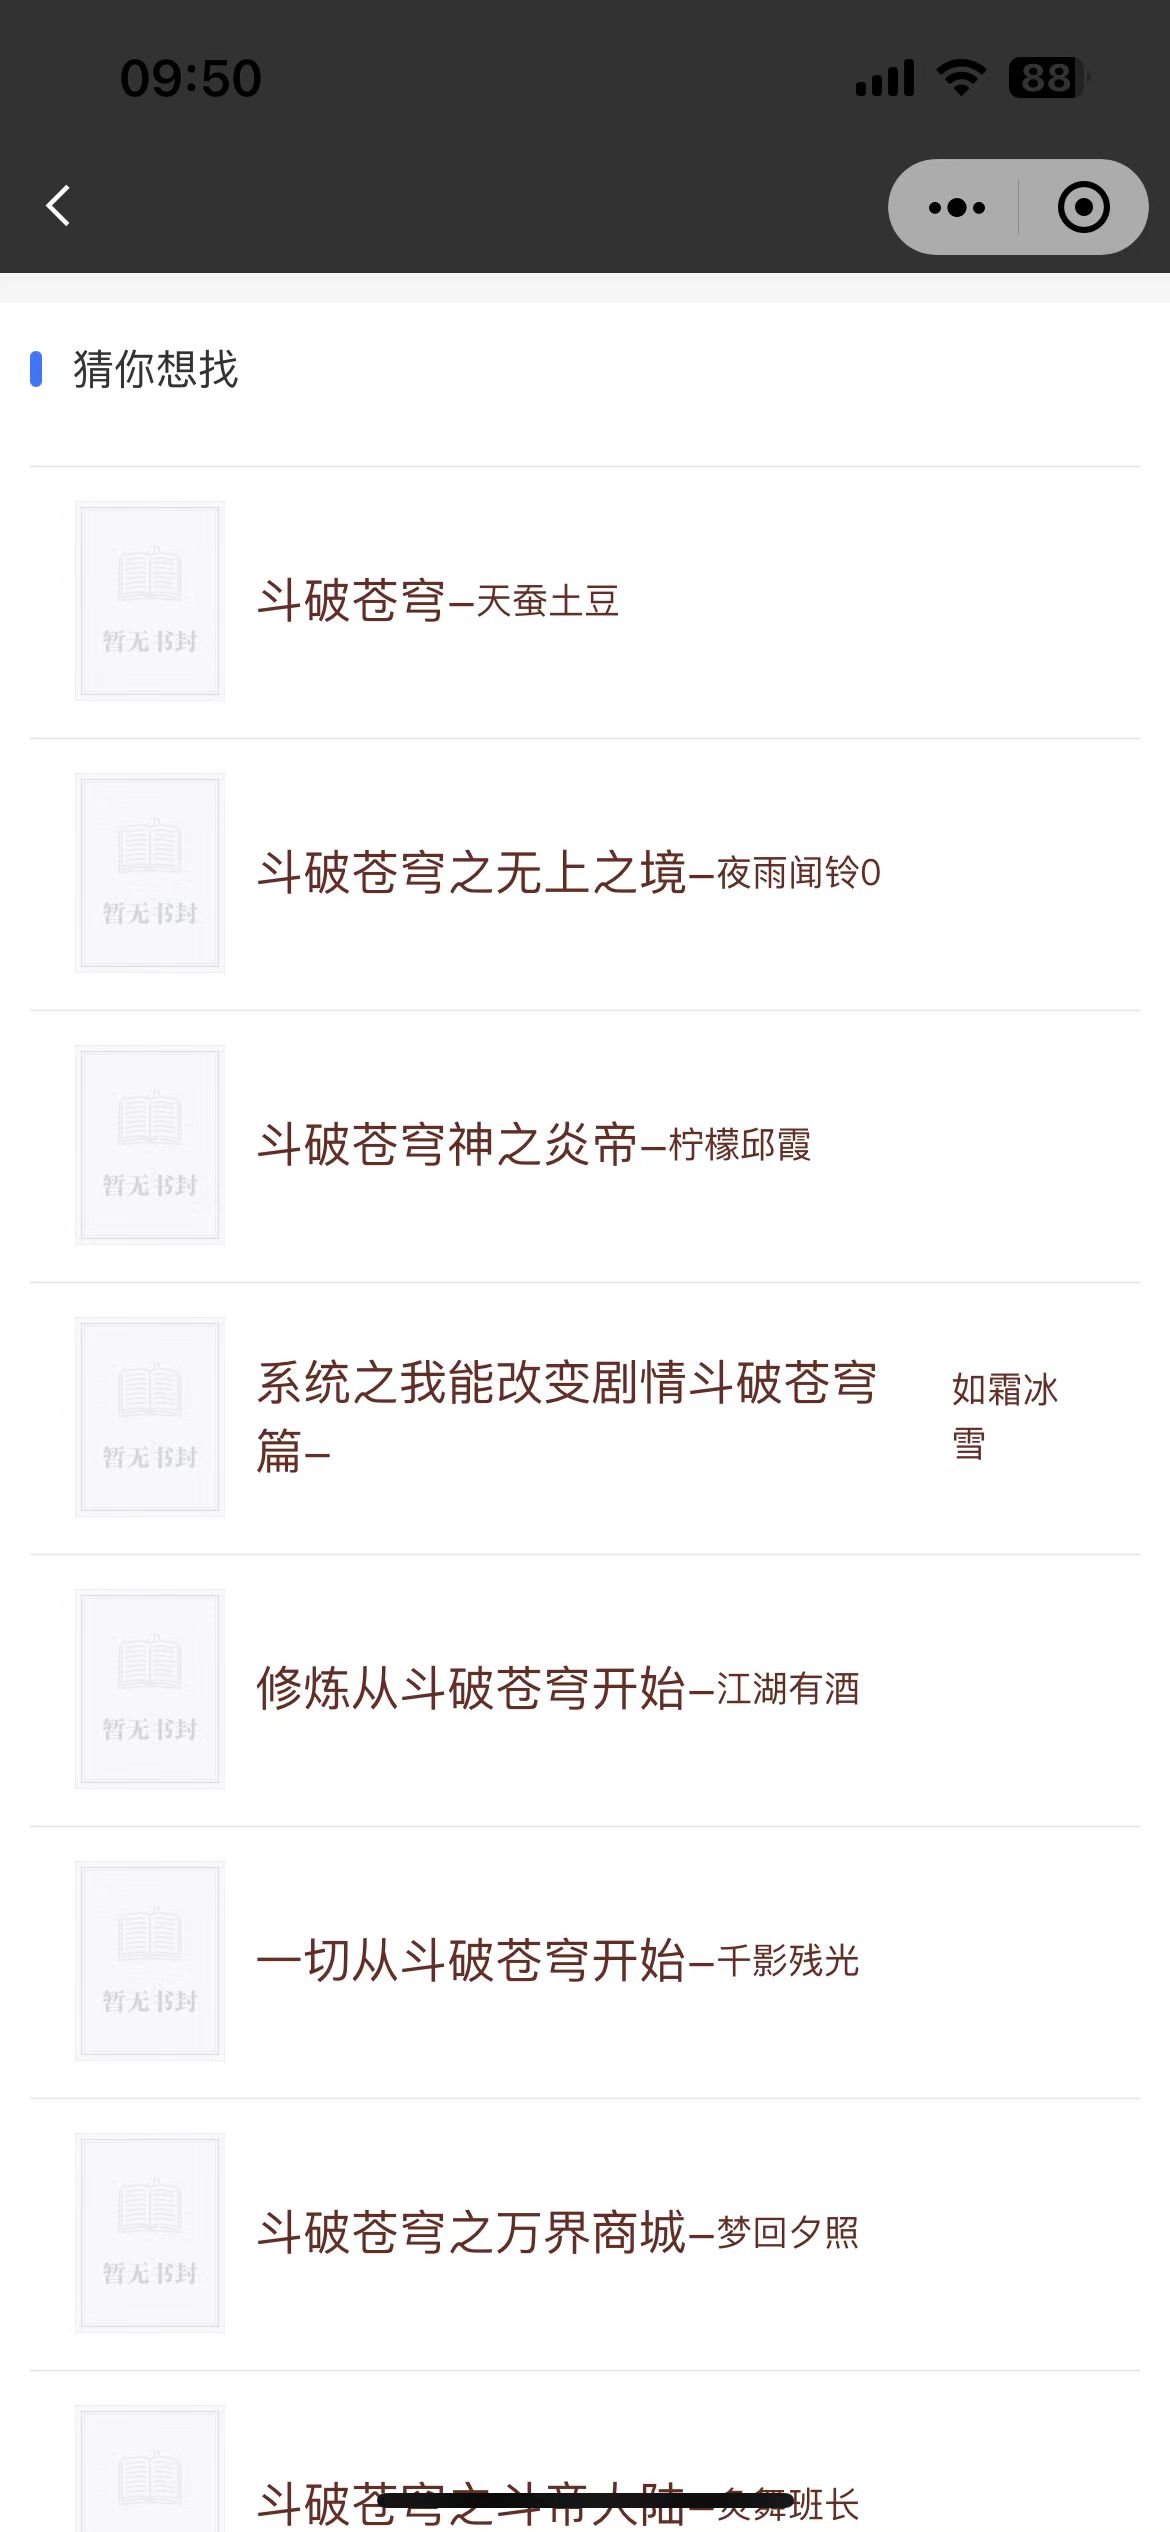 09:50
88
猜你想找
暂无书封
斗破苍穹–天蚕土豆
暂无书封
斗破苍穹之无上之境–夜雨闻铃0
暂无书封
斗破苍穹神之炎帝–柠檬邱霞
暂无书封
系统之我能改变剧情斗破苍穹
篇–
如霜冰
雪
暂无书封
修炼从斗破苍穹开始–江湖有酒
暂无书封
一切从斗破苍穹开始–千影残光
暂无书封
斗破苍穹之万界商城–梦回夕照
斗破苍穹之斗帝大陆–炙舞班长